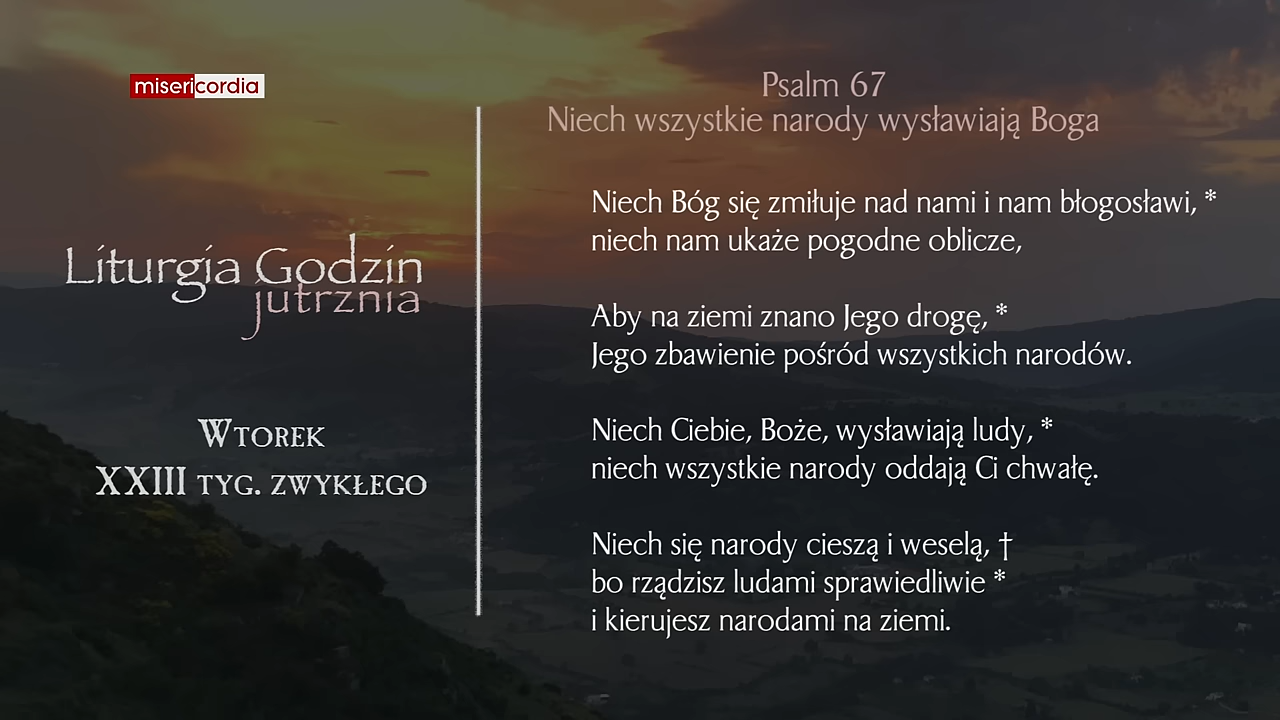 misericordia
Liturgia Godzin
jutrznia
Wtorek
XXIII tyg. zwykłego
Psalm 67
Niech wszystkie narody wysławiają Boga
Niech Bóg się zmiłuje nad nami i nam błogosławi, *
niech nam ukaże pogodne oblicze,
Aby na ziemi znano Jego drogę, *
Jego zbawienie pośród wszystkich narodów.
Niech Ciebie, Boże, wysławiają ludy, *
niech wszystkie narody oddają Ci chwałę.
Niech się narody cieszą i weselą, †
bo rządzisz ludami sprawiedliwie *
i kierujesz narodami na ziemi.